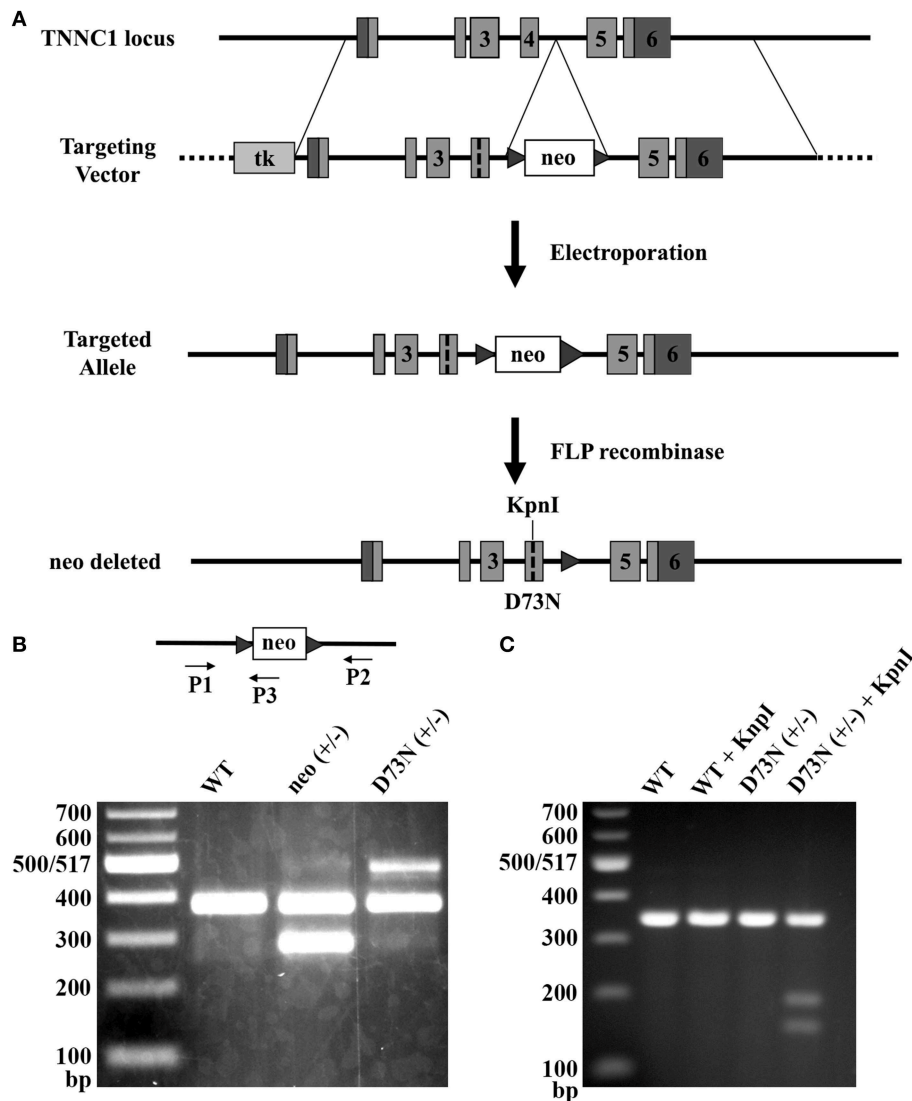 A
TNNC1 locus
3 4 5 6
Targeting
Vector
tk 3 neo 5 6
Electroporation
Targeted
Allele
3 neo 5 6
FLP recombinase
KpnI
neo deleted
3 5 6
D73N
B
neo
P1 P3 P2
WT neo (+/-) D73N (+/-)
700
600
500/517
400
300
200
100
bp
C
WT WT + KnpI D73N (+/-) D73N (+/-) + KpnI
700
600
500/517
400
300
200
100
bp